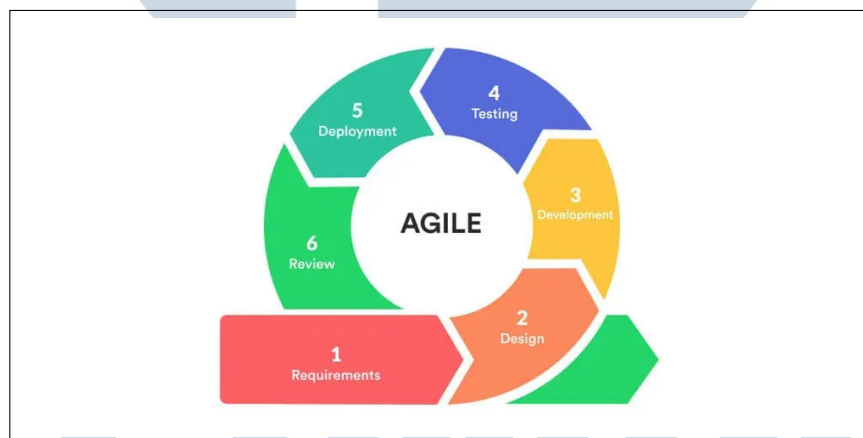 1
Requirements
2
Design
3
Development
4
Testing
5
Deployment
6
Review
AGILE